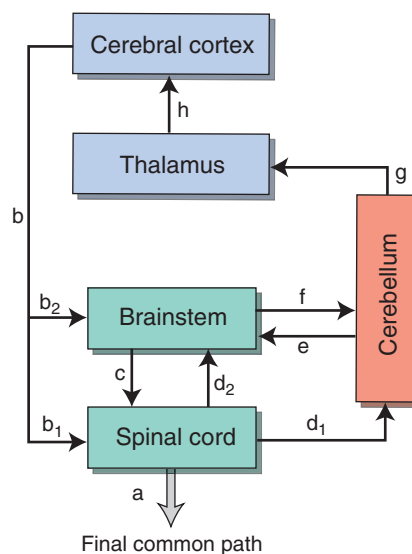 Cerebral cortex
h
Thalamus
g
b
Cerebellum
b₂
Brainstem
f
e
c
d₂
b₁
Spinal cord
d₁
a
Final common path